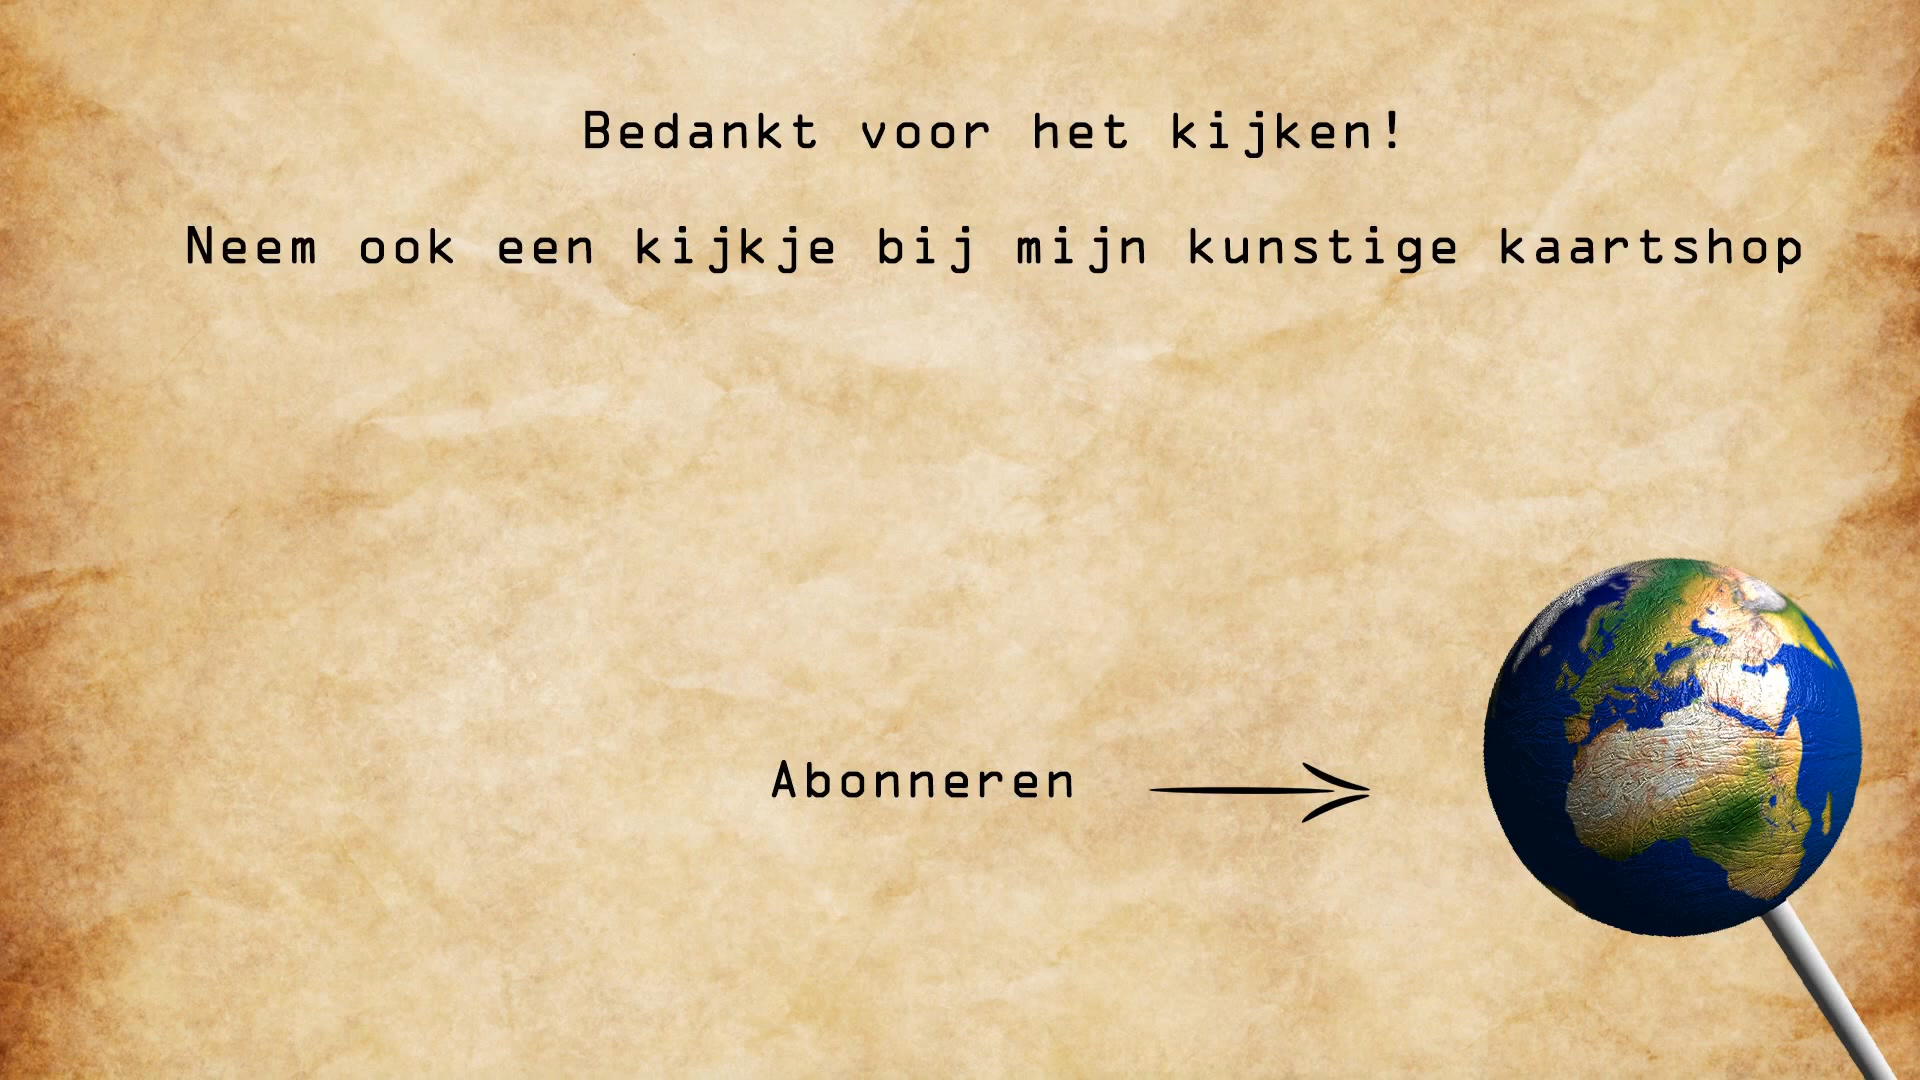 Bedankt voor het kijken!
Neem ook een kijkje bij mijn kunstige kaartshop
Abonneren